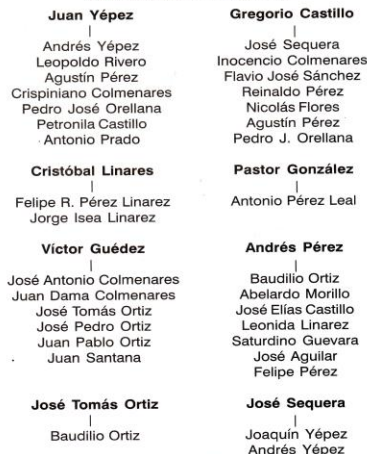 Juan Yépez
Andrés Yépez
Leopoldo Rivero
Agustín Pérez
Crispiniano Colmenares
Pedro José Orellana
Petronila Castillo
Antonio Prado
Gregorio Castillo
José Sequera
Inocencio Colmenares
Flavio José Sánchez
Reinaldo Pérez
Nicolás Flores
Agustín Pérez
Pedro J. Orellana
Cristóbal Linares
Felipe R. Pérez Linarez
Jorge Isea Linarez
Pastor González
Antonio Pérez Leal
Víctor Guédez
José Antonio Colmenares
Juan Dama Colmenares
José Tomás Ortiz
José Pedro Ortiz
Juan Pablo Ortiz
Juan Santana
Andrés Pérez
Baudilio Ortiz
Abelardo Morillo
José Elías Castillo
Leonida Linarez
Saturdino Guevara
José Aguilar
Felipe Pérez
José Tomás Ortiz
Baudilio Ortiz
José Sequera
Joaquín Yépez
Andrés Yépez